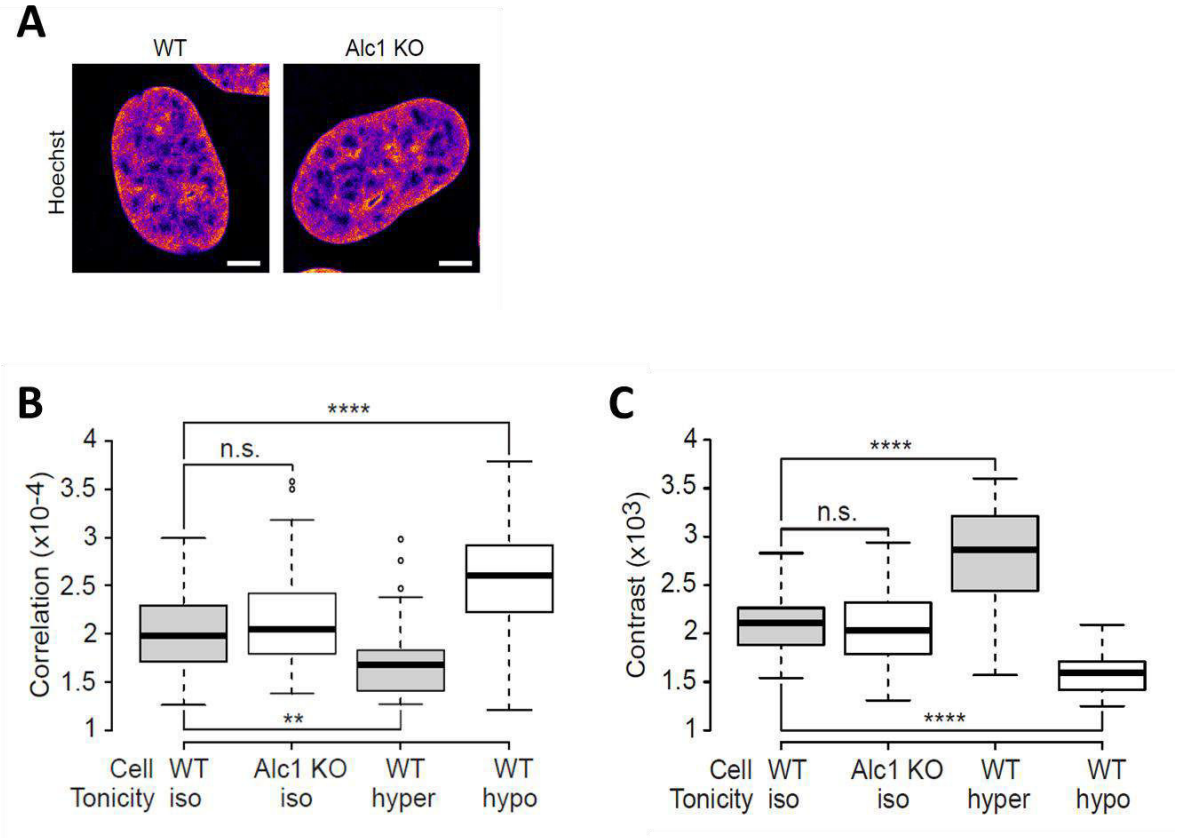 A
WT
Alc1 KO
Hoechst
B
Correlation (x10-4)
4
3.5
3
2.5
2
1.5
1
****
n.s.
**
Cell WT Alc1 KO WT WT
Tonicity iso iso hyper hypo
C
Contrast (x103)
4
3.5
3
2.5
2
1.5
1
****
n.s.
****
Cell WT Alc1 KO WT WT
Tonicity iso iso hyper hypo